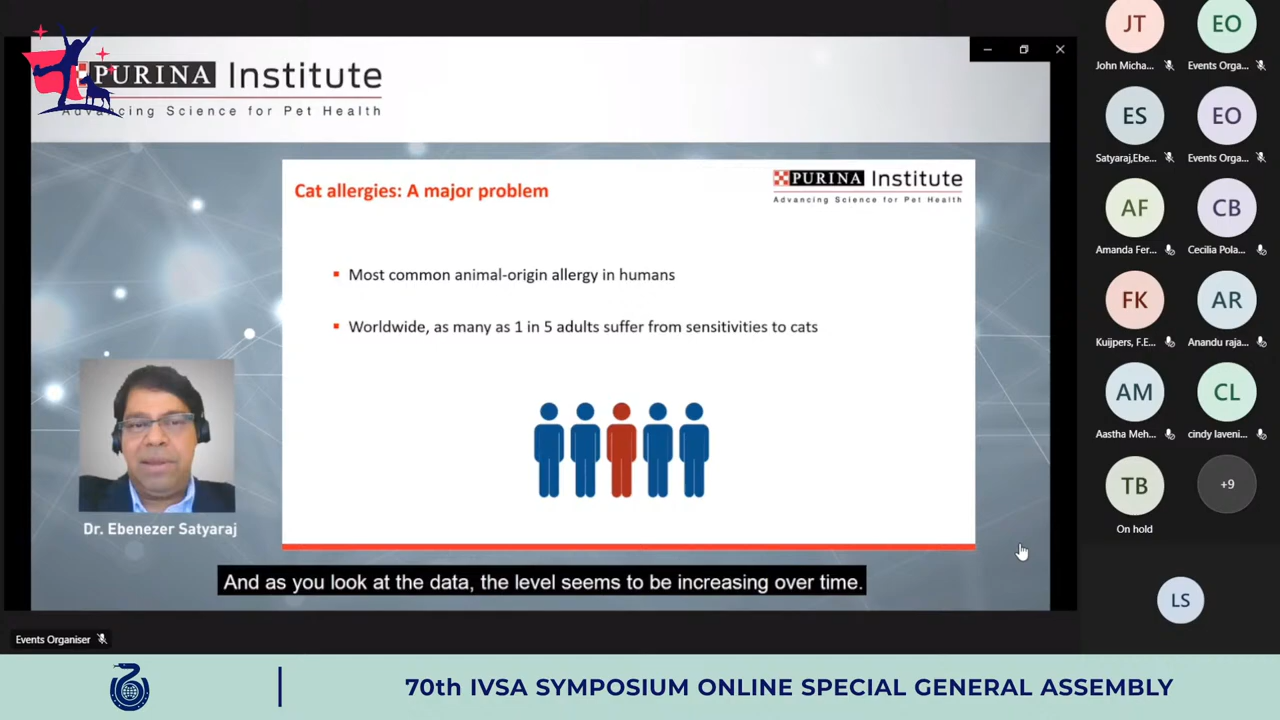 PURINA Institute
Advancing Science for Pet Health
Cat allergies: A major problem
PURINA Institute
Advancing Science for Pet Health
Most common animal-origin allergy in humans
Worldwide, as many as 1 in 5 adults suffer from sensitivities to cats
Dr. Ebenezer Satyaraj
And as you look at the data, the level seems to be increasing over time.
Events Organiser
JT
EO
John Micha...
Events Orga...
ES
EO
Satyaraj,Ebe...
Events Orga...
AF
CB
Amanda Fer...
Cecilia Pola...
FK
AR
Kuijpers, F.E...
Anandu raja...
AM
CL
Aastha Meh...
cindy laveni...
TB
+9
On hold
LS
70th IVSA SYMPOSIUM ONLINE SPECIAL GENERAL ASSEMBLY